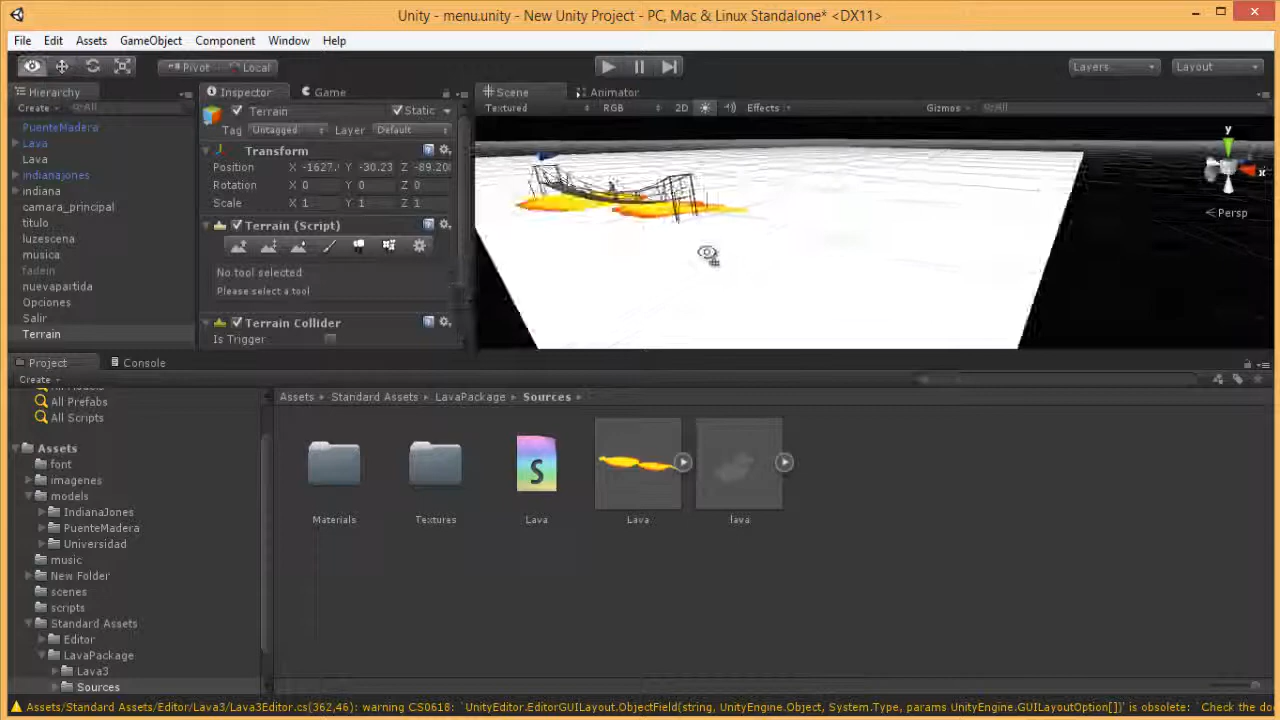 Unity - menu.unity - New Unity Project - PC, Mac & Linux Standalone* <DX11>
File Edit Assets GameObject Component Window Help
Pivot Local Layers Layout
Hierarchy Inspector Game Scene Animator
Create All Terrain Static Textured RGB 2D Effects Gizmos All
Tag Untagged Layer Default
PuenteMadera
Lava
Lava
indianajones
indiana
camara_principal
titulo
luzescena
musica
fadein
nuevapartida
Opciones
Salir
Terrain
Transform
Position X -1627. Y -30.23 Z -89.20
Rotation X 0 Y 0 Z 0
Scale X 1 Y 1 Z 1
Terrain (Script)
No tool selected
Please select a tool
Terrain Collider
Is Trigger
y
x
Persp
Project Console
Create
All Prefabs
All Scripts
Assets
font
imagenes
models
IndianaJones
PuenteMadera
Universidad
music
New Folder
scenes
scripts
Standard Assets
Editor
LavaPackage
Lava3
Sources
Assets Standard Assets LavaPackage Sources
S
Materials Textures Lava Lava lava
Assets/Standard Assets/Editor/Lava3/Lava3Editor.cs(362,46): warning CS0618: `UnityEditor.EditorGUILayout.ObjectField(string, UnityEngine.Object, System.Type, params UnityEngine.GUILayoutOption[])' is obsolete: `Check the do